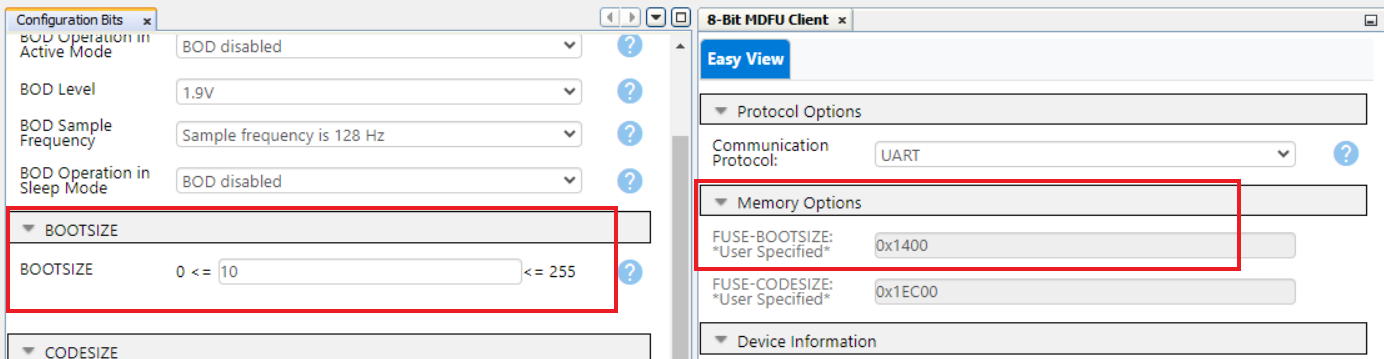 Configuration Bits ×
BOD Operation in
Active Mode
BOD disabled
?
BOD Level
1.9V
?
BOD Sample
Frequency
Sample frequency is 128 Hz
?
BOD Operation in
Sleep Mode
BOD disabled
?
BOOTSIZE
BOOTSIZE
0 <= 10 <= 255
?
CODESIZE
8-Bit MDFU Client ×
Easy View
Protocol Options
Communication
Protocol:
UART
?
Memory Options
FUSE-BOOTSIZE:
*User Specified*
0x1400
FUSE-CODESIZE:
*User Specified*
0x1EC00
Device Information